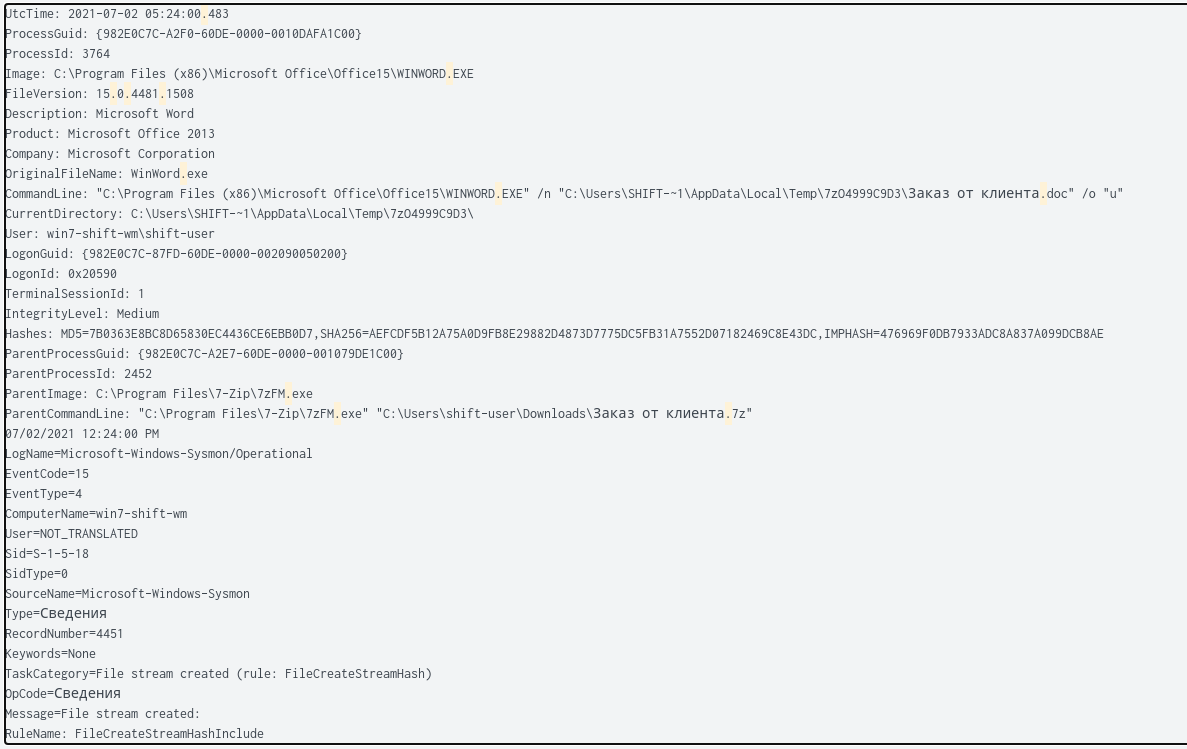 UtcTime: 2021-07-02 05:24:00.483
ProcessGuid: {982E0C7C-A2F0-60DE-0000-0010DAFA1C00}
ProcessId: 3764
Image: C:\Program Files (x86)\Microsoft Office\Office15\WINWORD.EXE
FileVersion: 15.0.4481.1508
Description: Microsoft Word
Product: Microsoft Office 2013
Company: Microsoft Corporation
OriginalFileName: WinWord.exe
CommandLine: "C:\Program Files (x86)\Microsoft Office\Office15\WINWORD.EXE" /n "C:\Users\SHIFT-~1\AppData\Local\Temp\7zO4999C9D3\Заказ от клиента.doc" /o "u"
CurrentDirectory: C:\Users\SHIFT-~1\AppData\Local\Temp\7zO4999C9D3\
User: win7-shift-wm\shift-user
LogonGuid: {982E0C7C-87FD-60DE-0000-002090050200}
LogonId: 0x20590
TerminalSessionId: 1
IntegrityLevel: Medium
Hashes: MD5=7B0363E8BC8D65830EC4436CE6EBB0D7,SHA256=AEFCDF5B12A75A0D9FB8E29882D4873D7775DC5FB31A7552D07182469C8E43DC,IMPHASH=476969F0DB7933ADC8A837A099DCB8AE
ParentProcessGuid: {982E0C7C-A2E7-60DE-0000-001079DE1C00}
ParentProcessId: 2452
ParentImage: C:\Program Files\7-Zip\7zFM.exe
ParentCommandLine: "C:\Program Files\7-Zip\7zFM.exe" "C:\Users\shift-user\Downloads\Заказ от клиента.7z"
07/02/2021 12:24:00 PM
LogName=Microsoft-Windows-Sysmon/Operational
EventCode=15
EventType=4
ComputerName=win7-shift-wm
User=NOT_TRANSLATED
Sid=S-1-5-18
SidType=0
SourceName=Microsoft-Windows-Sysmon
Type=Сведения
RecordNumber=4451
Keywords=None
TaskCategory=File stream created (rule: FileCreateStreamHash)
OpCode=Сведения
Message=File stream created:
RuleName: FileCreateStreamHashInclude